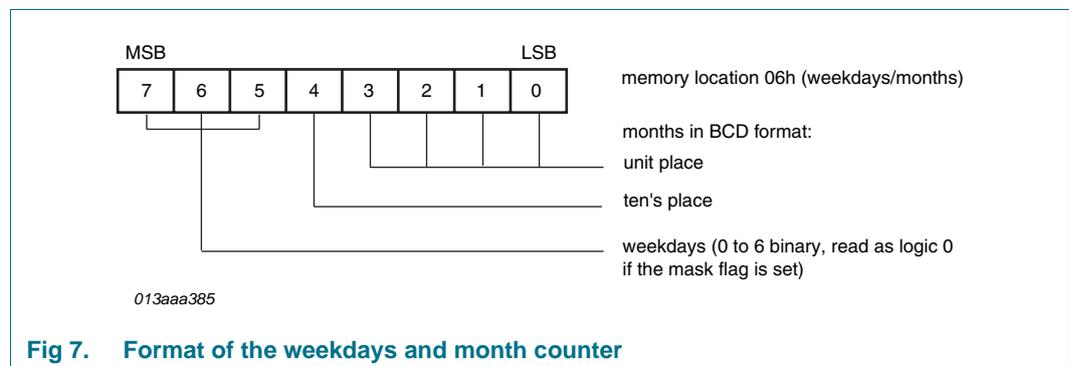 MSB LSB
7 6 5 4 3 2 1 0
memory location 06h (weekdays/months)
months in BCD format:
unit place
ten's place
weekdays (0 to 6 binary, read as logic 0
if the mask flag is set)
013aaa385
Fig 7. Format of the weekdays and month counter